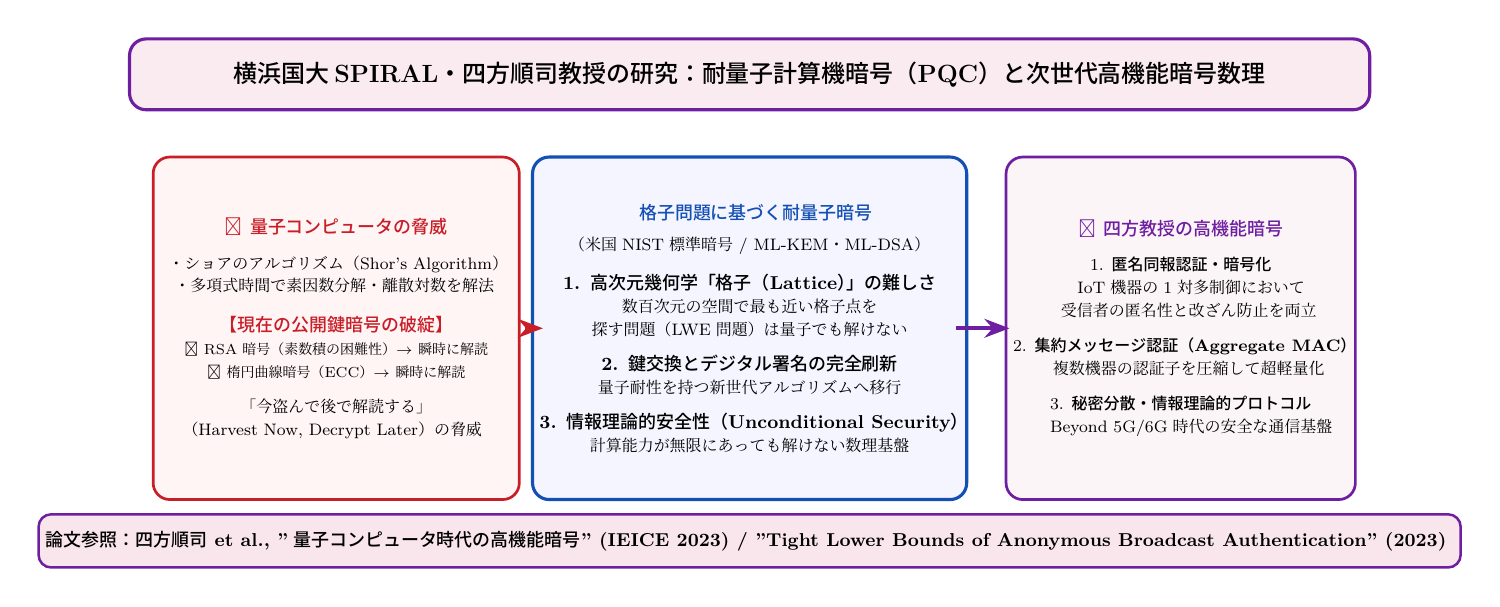 横浜国大 SPIRAL・四方順司教授の研究：耐量子計算機暗号（PQC）と次世代高機能暗号数理
量子コンピュータの脅威
・ショアのアルゴリズム（Shor's Algorithm）
・多項式時間で素因数分解・離散対数を解法
【現在の公開鍵暗号の破綻】
RSA 暗号（素数積の困難性）→ 瞬時に解読
楕円曲線暗号（ECC）→ 瞬時に解読
「今盗んで後で解読する」
（Harvest Now, Decrypt Later）の脅威
格子問題に基づく耐量子暗号
（米国 NIST 標準暗号 / ML-KEM・ML-DSA）
1. 高次元幾何学「格子（Lattice）」の難しさ
数百次元の空間で最も近い格子点を
探す問題（LWE 問題）は量子でも解けない
2. 鍵交換とデジタル署名の完全刷新
量子耐性を持つ新世代アルゴリズムへ移行
3. 情報理論的安全性（Unconditional Security）
計算能力が無限にあっても解けない数理基盤
四方教授の高機能暗号
1. 匿名同報認証・暗号化
IoT 機器の 1 対多制御において
受信者の匿名性と改ざん防止を両立
2. 集約メッセージ認証（Aggregate MAC）
複数機器の認証子を圧縮して超軽量化
3. 秘密分散・情報理論的プロトコル
Beyond 5G/6G 時代の安全な通信基盤
論文参照：四方順司 et al., ” 量子コンピュータ時代の高機能暗号” (IEICE 2023) / ”Tight Lower Bounds of Anonymous Broadcast Authentication” (2023)